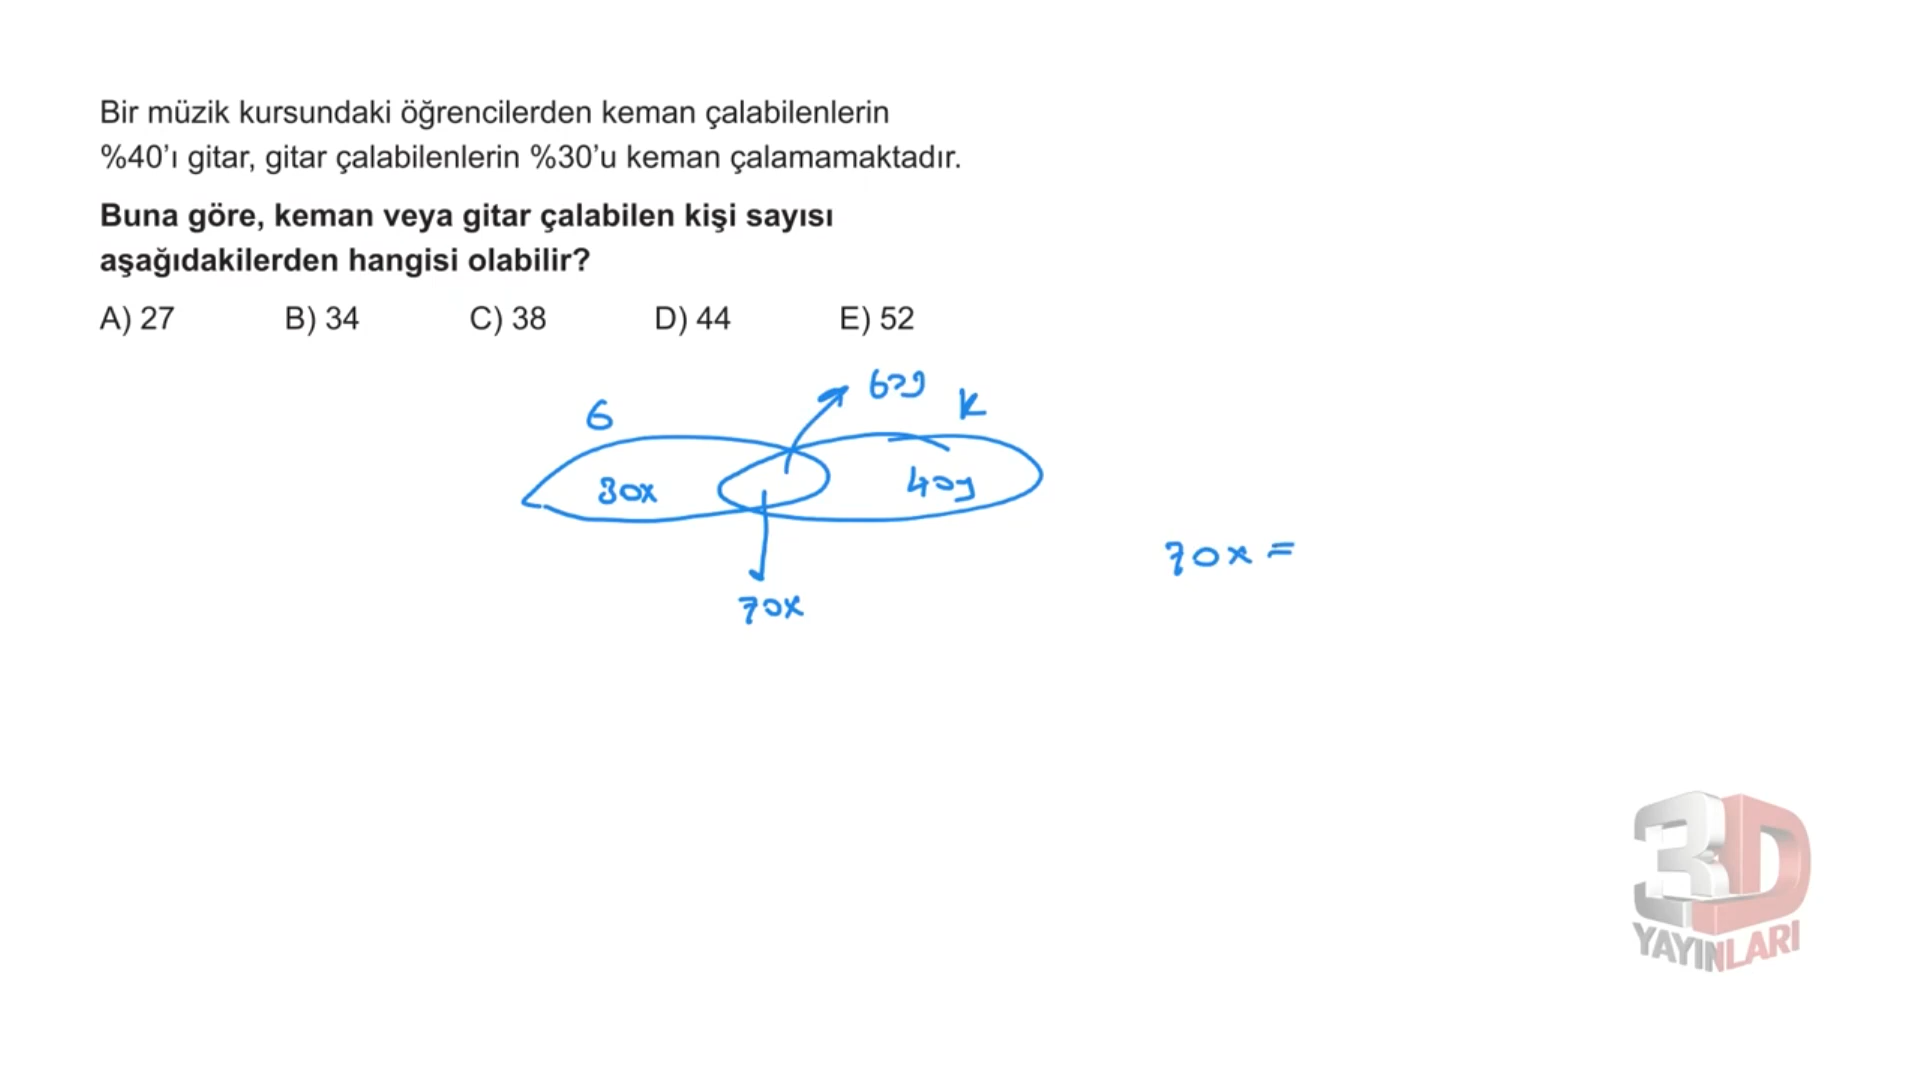 Bir müzik kursundaki öğrencilerden keman çalabilenlerin
%40'ı gitar, gitar çalabilenlerin %30'u keman çalamamaktadır.
Buna göre, keman veya gitar çalabilen kişi sayısı
aşağıdakilerden hangisi olabilir?
A) 27 B) 34 C) 38 D) 44 E) 52
60y
G K
30x 40y
70x =
70x
3D
YAYINLARI